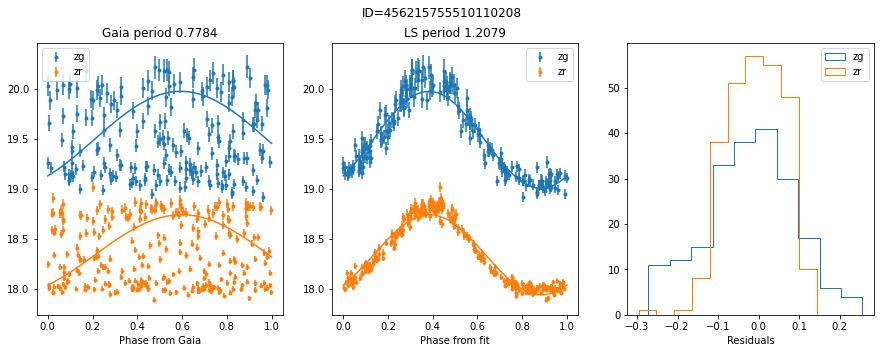 ID=456215755510110208
Gaia period 0.7784
zg
zr
20.0
19.5
19.0
18.5
18.0
0.0 0.2 0.4 0.6 0.8 1.0
Phase from Gaia
LS period 1.2079
zg
zr
20.0
19.5
19.0
18.5
18.0
0.0 0.2 0.4 0.6 0.8 1.0
Phase from fit
zg
zr
50
40
30
20
10
0
−0.3 −0.2 −0.1 0.0 0.1 0.2
Residuals